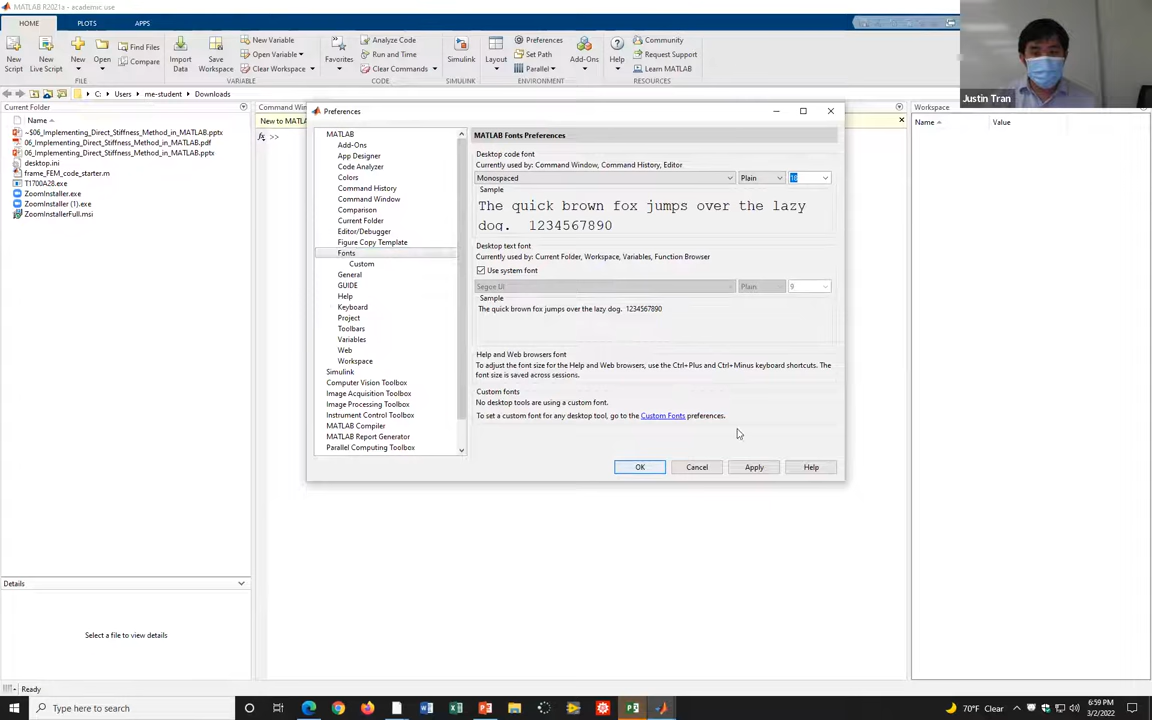 MATLAB R2021a - academic use
HOME
PLOTS
APPS
New Script
New Live Script
New
Open
Find Files
Compare
Import Data
Save Workspace
New Variable
Open Variable
Clear Workspace
Favorites
Analyze Code
Run and Time
Clear Commands
Simulink
Layout
Preferences
Set Path
Parallel
Add-Ons
Help
Community
Request Support
Learn MATLAB
FILE
VARIABLE
CODE
SIMULINK
ENVIRONMENT
RESOURCES
Justin Tran
C: Users me-student Downloads
Current Folder
Name
~$06_Implementing_Direct_Stiffness_Method_in_MATLAB.pptx
06_Implementing_Direct_Stiffness_Method_in_MATLAB.pdf
06_Implementing_Direct_Stiffness_Method_in_MATLAB.pptx
desktop.ini
frame_FEM_code_starter.m
T1700A28.exe
ZoomInstaller.exe
ZoomInstaller (1).exe
ZoomInstallerFull.msi
Details
Select a file to view details
Command Win
New to MATLA
fx >>
Workspace
Name
Value
Preferences
MATLAB
Add-Ons
App Designer
Code Analyzer
Colors
Command History
Command Window
Comparison
Current Folder
Editor/Debugger
Figure Copy Template
Fonts
Custom
General
GUIDE
Help
Keyboard
Project
Toolbars
Variables
Web
Workspace
Simulink
Computer Vision Toolbox
Image Acquisition Toolbox
Image Processing Toolbox
Instrument Control Toolbox
MATLAB Compiler
MATLAB Report Generator
Parallel Computing Toolbox
MATLAB Fonts Preferences
Desktop code font
Currently used by: Command Window, Command History, Editor
Monospaced
Plain
Sample
The quick brown fox jumps over the lazy
dog. 1234567890
Desktop text font
Currently used by: Current Folder, Workspace, Variables, Function Browser
Use system font
Segoe UI
Plain
9
Sample
The quick brown fox jumps over the lazy dog. 1234567890
Help and Web browsers font
To adjust the font size for the Help and Web browsers, use the Ctrl+Plus and Ctrl+Minus keyboard shortcuts. The
font size is saved across sessions.
Custom fonts
No desktop tools are using a custom font.
To set a custom font for any desktop tool, go to the Custom Fonts preferences.
OK
Cancel
Apply
Help
Ready
Type here to search
70°F Clear
6:59 PM
3/2/2022